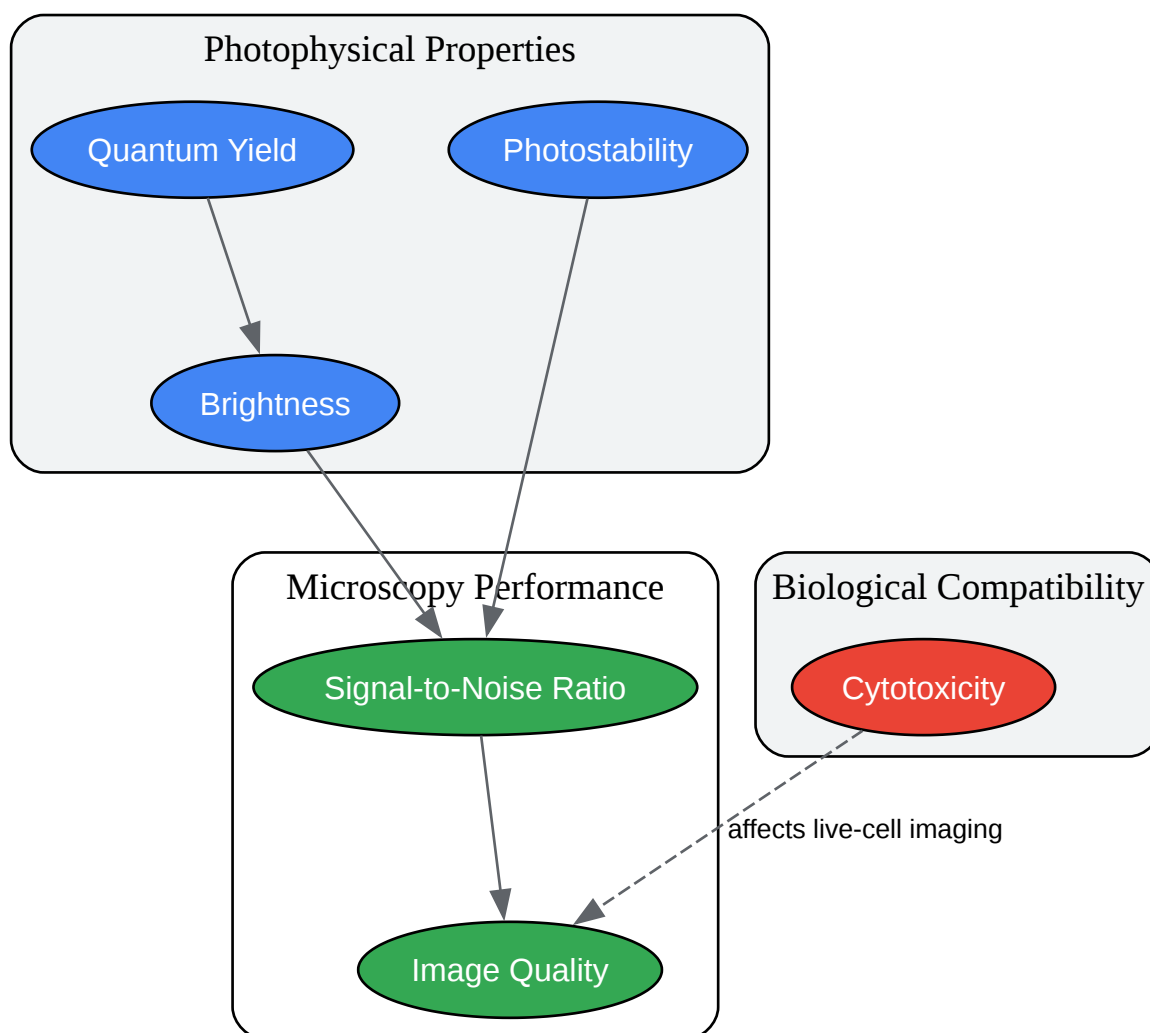 Photophysical Properties
Quantum Yield
Photostability
Brightness
Microscopy Performance
Biological Compatibility
Signal-to-Noise Ratio
Cytotoxicity
affects live-cell imaging
Image Quality